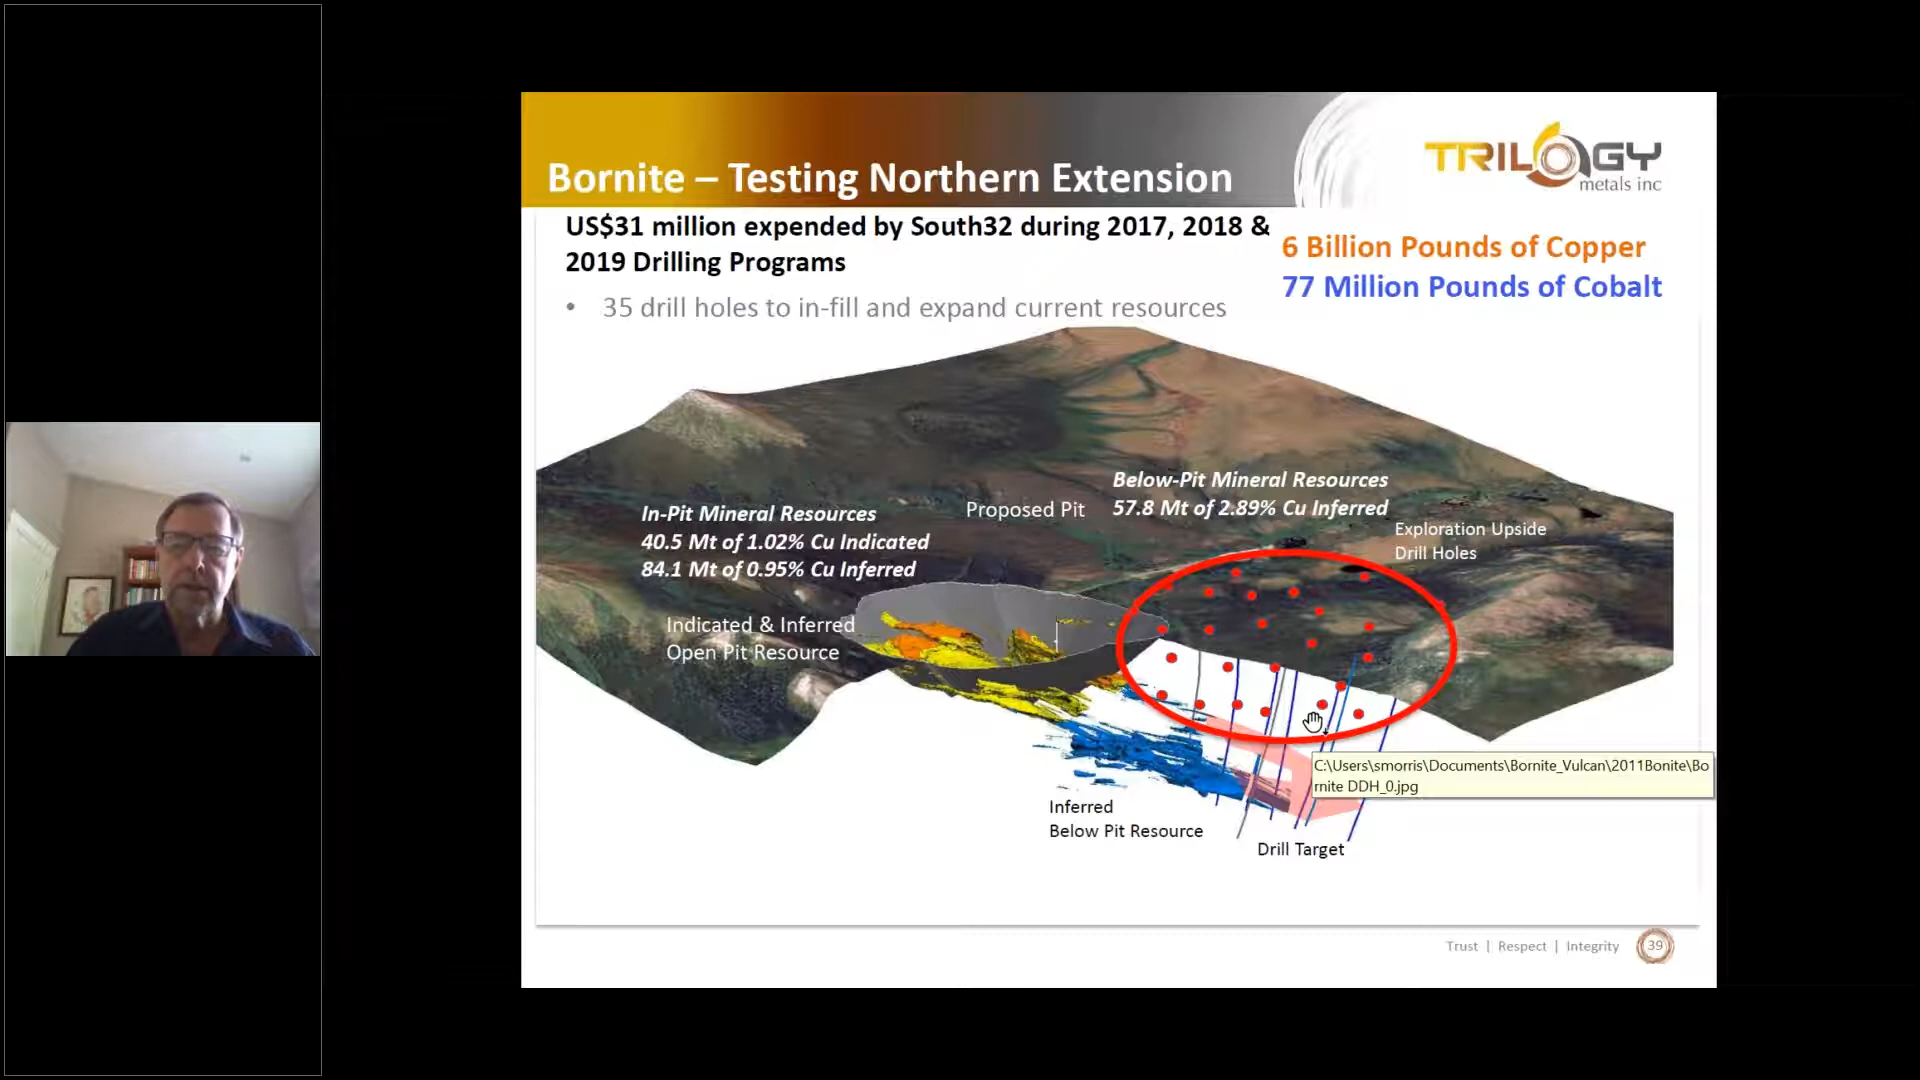 TRILOGY
metals inc
Bornite – Testing Northern Extension
US$31 million expended by South32 during 2017, 2018 &
2019 Drilling Programs
6 Billion Pounds of Copper
77 Million Pounds of Cobalt
• 35 drill holes to in-fill and expand current resources
Below-Pit Mineral Resources
57.8 Mt of 2.89% Cu Inferred
Proposed Pit
In-Pit Mineral Resources
40.5 Mt of 1.02% Cu Indicated
84.1 Mt of 0.95% Cu Inferred
Exploration Upside
Drill Holes
Indicated & Inferred
Open Pit Resource
C:\Users\smorris\Documents\Bornite_Vulcan\2011Bonite\Bo
rnite DDH_0.jpg
Inferred
Below Pit Resource
Drill Target
Trust | Respect | Integrity
39